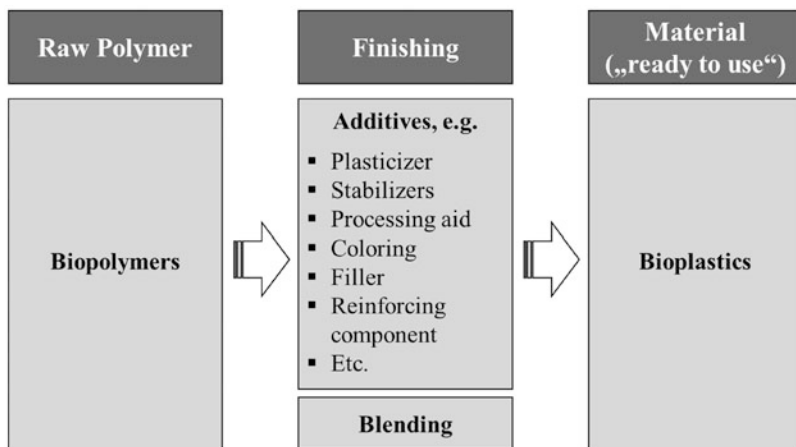 Raw Polymer
Finishing
Material
(„ready to use“)
Biopolymers
Additives, e.g.
▪ Plasticizer
▪ Stabilizers
▪ Processing aid
▪ Coloring
▪ Filler
▪ Reinforcing
component
▪ Etc.
Blending
Bioplastics